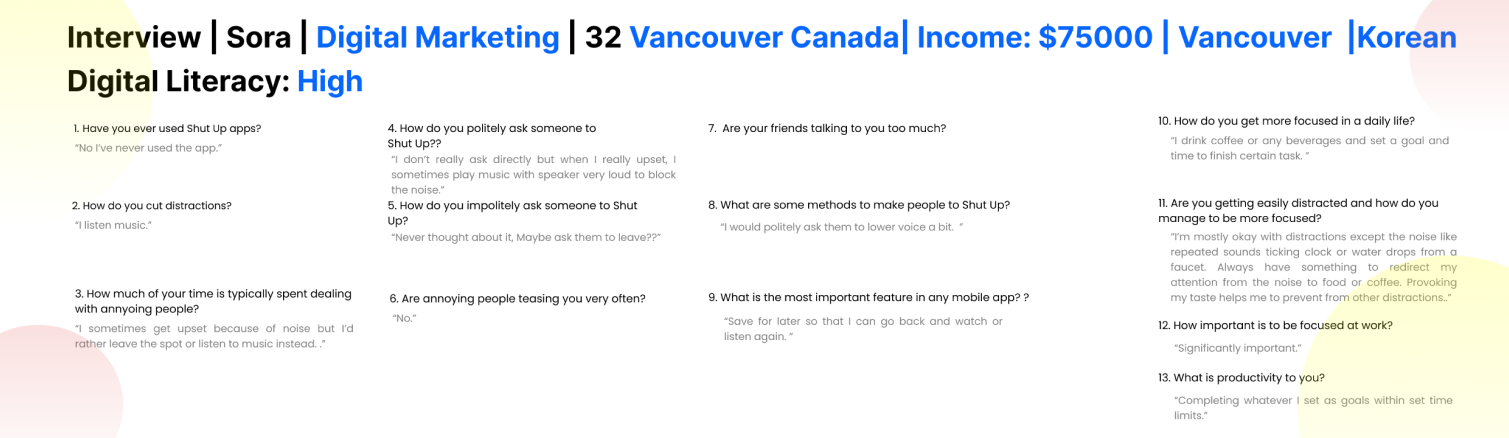 Interview | Sora | Digital Marketing | 32 Vancouver Canada| Income: $75000 | Vancouver |Korean
Digital Literacy: High
1. Have you ever used Shut Up apps?
“No I’ve never used the app.”
2. How do you cut distractions?
“I listen music.”
3. How much of your time is typically spent dealing
with annyoing people?
“I sometimes get upset because of noise but I’d
rather leave the spot or listen to music instead. .”
4. How do you politely ask someone to
Shut Up??
“I don’t really ask directly but when I really upset, I
sometimes play music with speaker very loud to block
the noise.”
5. How do you impolitely ask someone to Shut
Up?
“Never thought about it, Maybe ask them to leave??”
6. Are annoying people teasing you very often?
“No.”
7. Are your friends talking to you too much?
8. What are some methods to make people to Shut Up?
“I would politely ask them to lower voice a bit. ”
9. What is the most important feature in any mobile app? ?
“Save for later so that I can go back and watch or
listen again. ”
10. How do you get more focused in a daily life?
“I drink coffee or any beverages and set a goal and
time to finish certain task. ”
11. Are you getting easily distracted and how do you
manage to be more focused?
“I’m mostly okay with distractions except the noise like
repeated sounds ticking clock or water drops from a
faucet. Always have something to redirect my
attention from the noise to food or coffee. Provoking
my taste helps me to prevent from other distractions..”
12. How important is to be focused at work?
“Significantly important.”
13. What is productivity to you?
“Completing whatever I set as goals within set time
limits.”